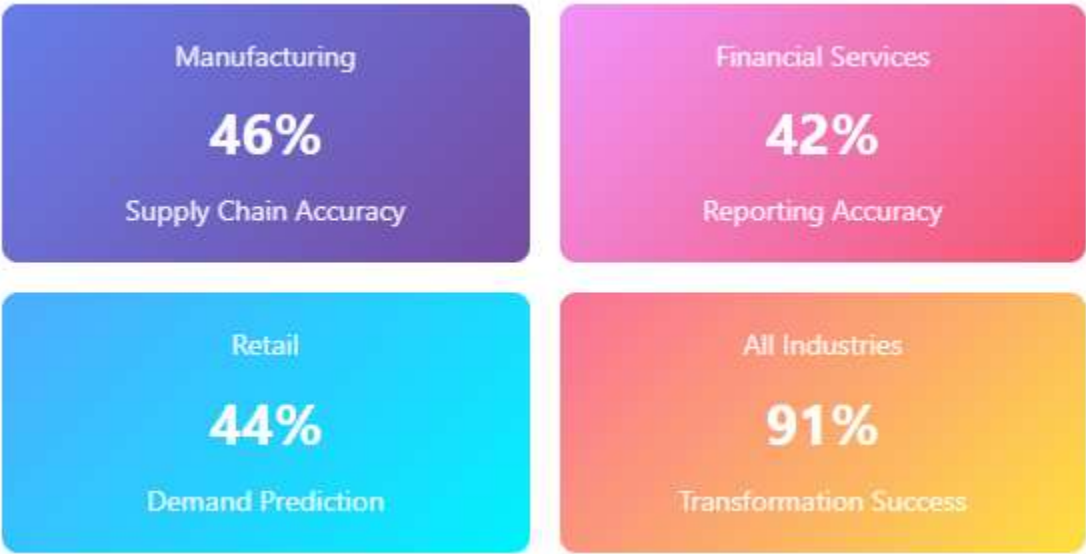 Manufacturing
46%
Supply Chain Accuracy
Financial Services
42%
Reporting Accuracy
Retail
44%
Demand Prediction
All Industries
91%
Transformation Success